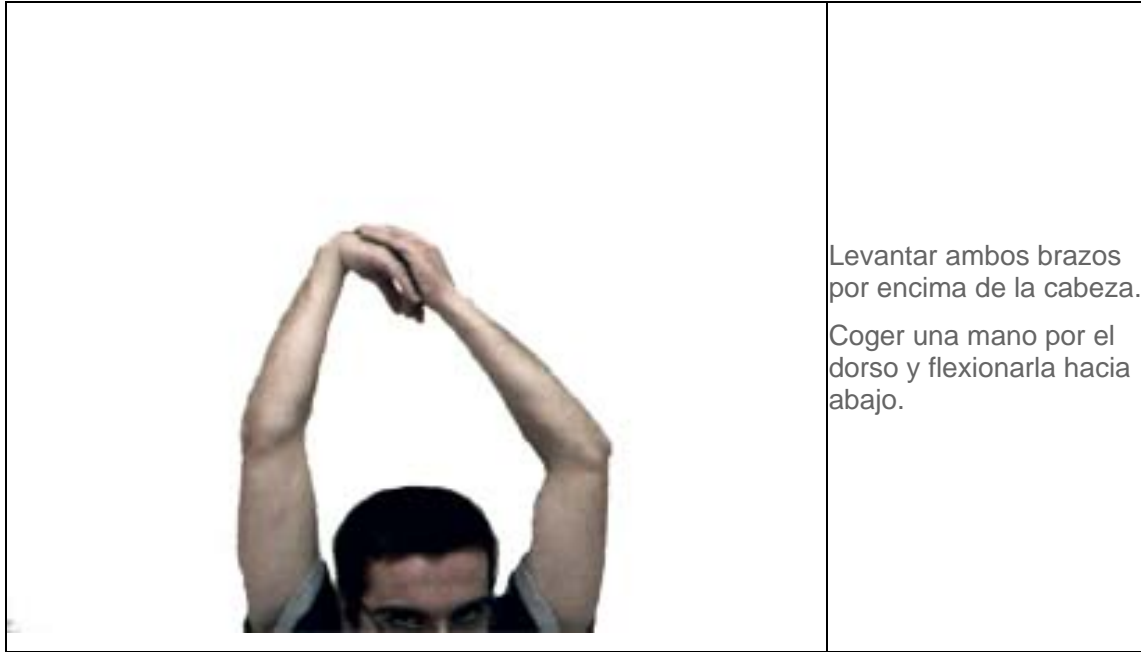 Levantar ambos brazos
por encima de la cabeza.
Coger una mano por el
dorso y flexionarla hacia
abajo.